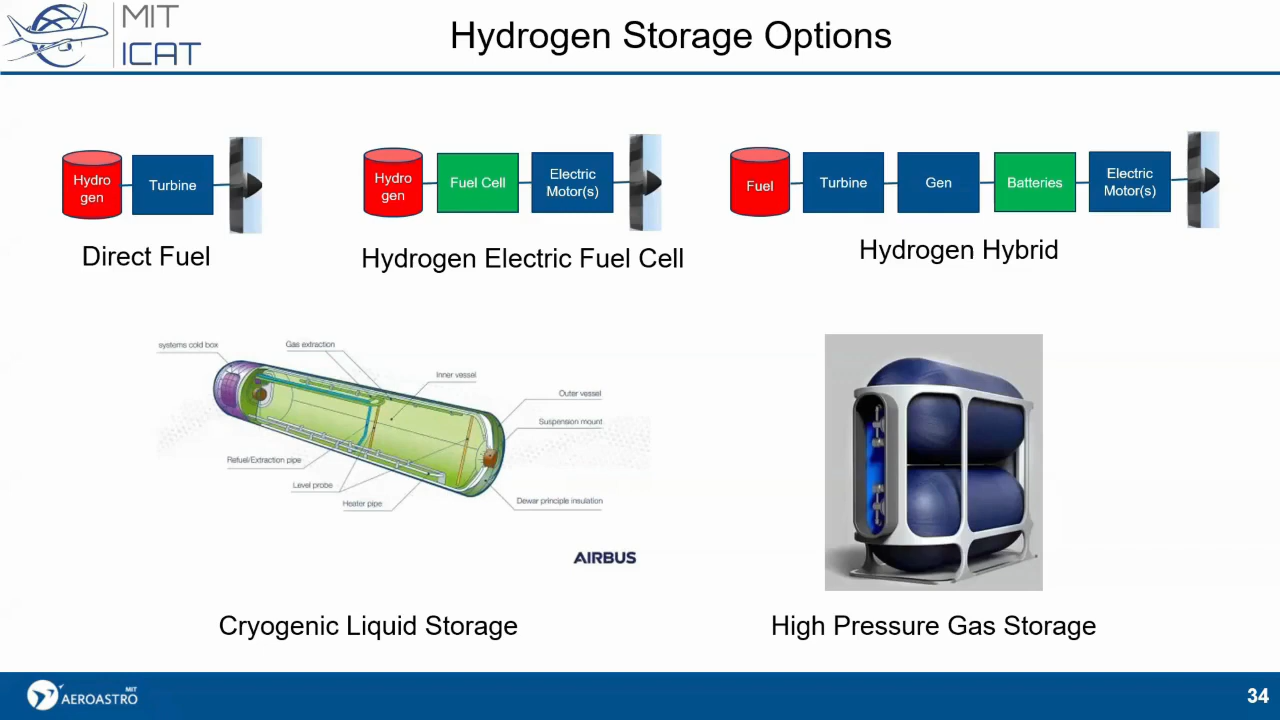 MIT
ICAT
Hydrogen Storage Options
Hydro
gen
Turbine
Direct Fuel
Hydro
gen
Fuel Cell
Electric
Motor(s)
Hydrogen Electric Fuel Cell
Fuel
Turbine
Gen
Batteries
Electric
Motor(s)
Hydrogen Hybrid
systems cold box
Gas extraction
Inner vessel
Outer vessel
Suspension mount
Refuel/Extraction pipe
Level probe
Heater pipe
Dewar principle insulation
AIRBUS
Cryogenic Liquid Storage
High Pressure Gas Storage
MIT
AEROASTRO
34